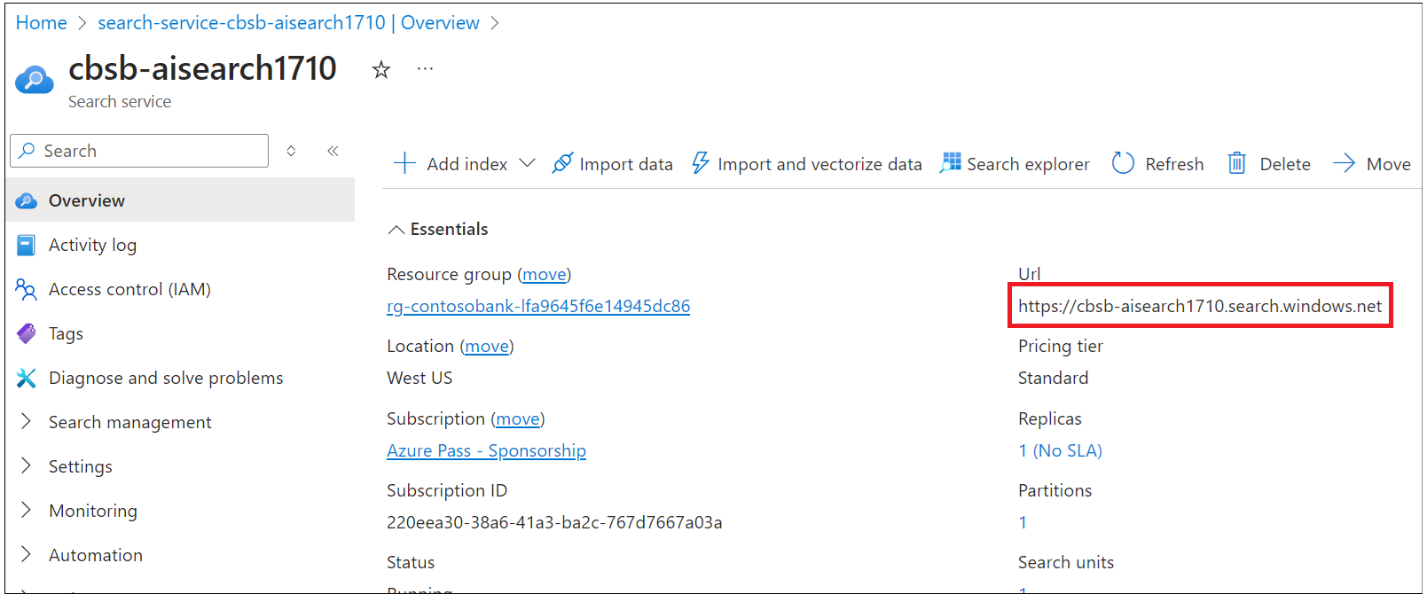 Home > search-service-cbsb-aisearch1710 | Overview >
cbsb-aisearch1710
Search service
Search
Overview
Activity log
Access control (IAM)
Tags
Diagnose and solve problems
Search management
Settings
Monitoring
Automation
Add index
Import data
Import and vectorize data
Search explorer
Refresh
Delete
Move
Essentials
Resource group (move)
rg-contosobank-lfa9645f6e14945dc86
Location (move)
West US
Subscription (move)
Azure Pass - Sponsorship
Subscription ID
220eea30-38a6-41a3-ba2c-767d7667a03a
Status
Running
Url
https://cbsb-aisearch1710.search.windows.net
Pricing tier
Standard
Replicas
1 (No SLA)
Partitions
1
Search units
1